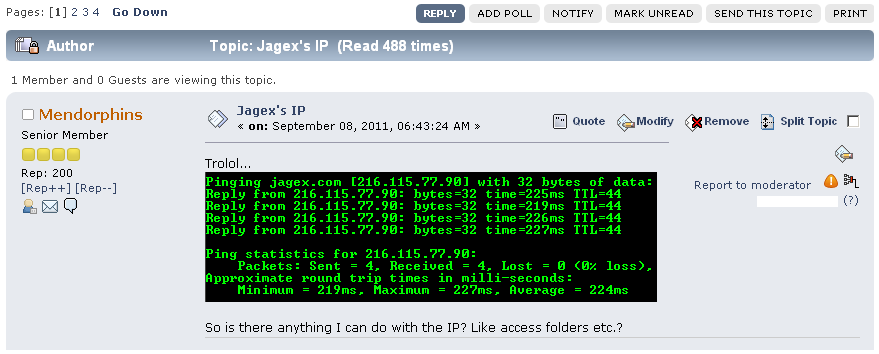 Pages: [1] 2 3 4 Go Down
REPLY ADD POLL NOTIFY MARK UNREAD SEND THIS TOPIC PRINT
Author Topic: Jagex's IP (Read 488 times)
1 Member and 0 Guests are viewing this topic.
Mendorphins
Senior Member
Rep: 200
[Rep++] [Rep--]
Jagex's IP
« on: September 08, 2011, 06:43:24 AM »
Quote Modify Remove Split Topic
Report to moderator
(?)
Trolol...
Pinging jagex.com [216.115.77.90] with 32 bytes of data:
Reply from 216.115.77.90: bytes=32 time=225ms TTL=44
Reply from 216.115.77.90: bytes=32 time=219ms TTL=44
Reply from 216.115.77.90: bytes=32 time=226ms TTL=44
Reply from 216.115.77.90: bytes=32 time=227ms TTL=44
Ping statistics for 216.115.77.90:
Packets: Sent = 4, Received = 4, Lost = 0 (0% loss),
Approximate round trip times in milli-seconds:
Minimum = 219ms, Maximum = 227ms, Average = 224ms
So is there anything I can do with the IP? Like access folders etc.?